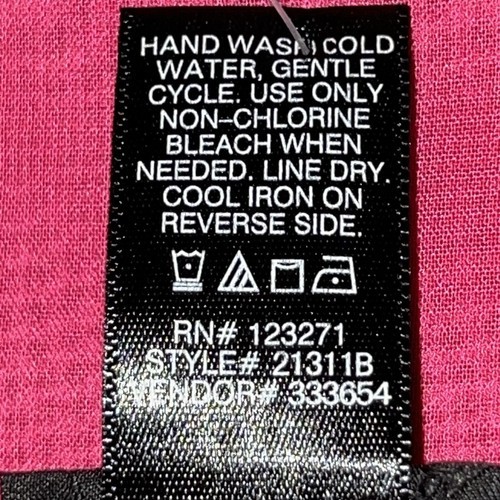 HAND WASH COLD
WATER, GENTLE
CYCLE. USE ONLY
NON-CHLORINE
BLEACH WHEN
NEEDED. LINE DRY.
COOL IRON ON
REVERSE SIDE.
RN# 123271
STYLE# 21311B
VENDOR# 333654